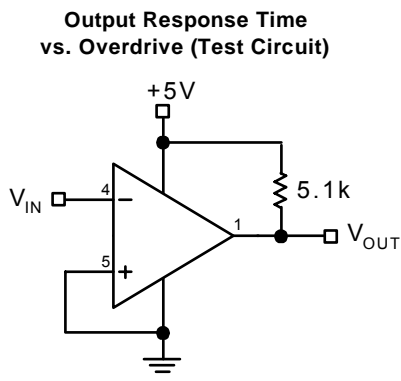 Output Response Time
vs. Overdrive (Test Circuit)
+5V
5.1k
V_IN
4
−
1
V_OUT
5
+